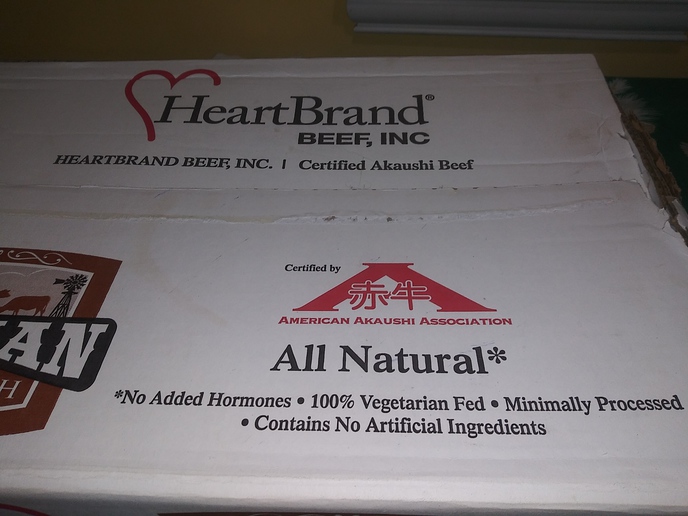 HeartBrand®
BEEF, INC
HEARTBRAND BEEF, INC. | Certified Akaushi Beef
Certified by
赤牛
AMERICAN AKAUSHI ASSOCIATION
All Natural*
*No Added Hormones • 100% Vegetarian Fed • Minimally Processed
• Contains No Artificial Ingredients